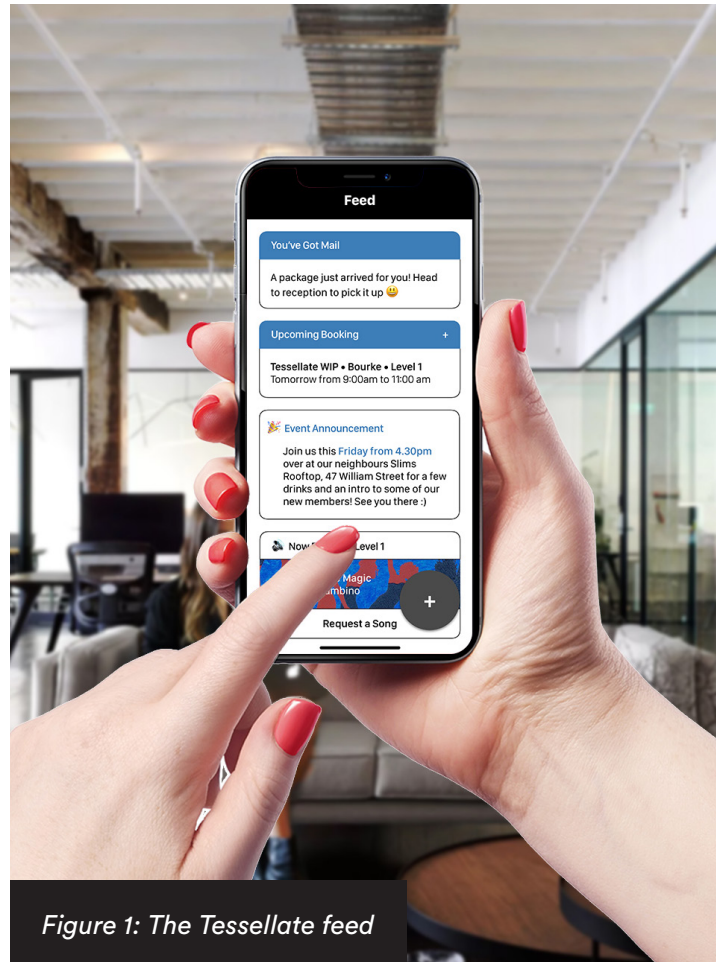 Feed
You've Got Mail
A package just arrived for you! Head
to reception to pick it up 😃
Upcoming Booking +
Tessellate WIP • Bourke • Level 1
Tomorrow from 9:00am to 11:00 am
🎉 Event Announcement
Join us this Friday from 4.30pm
over at our neighbours Slims
Rooftop, 47 William Street for a few
drinks and an intro to some of our
new members! See you there :)
🔊 Now Level 1
Magic
+
Request a Song
Figure 1: The Tessellate feed